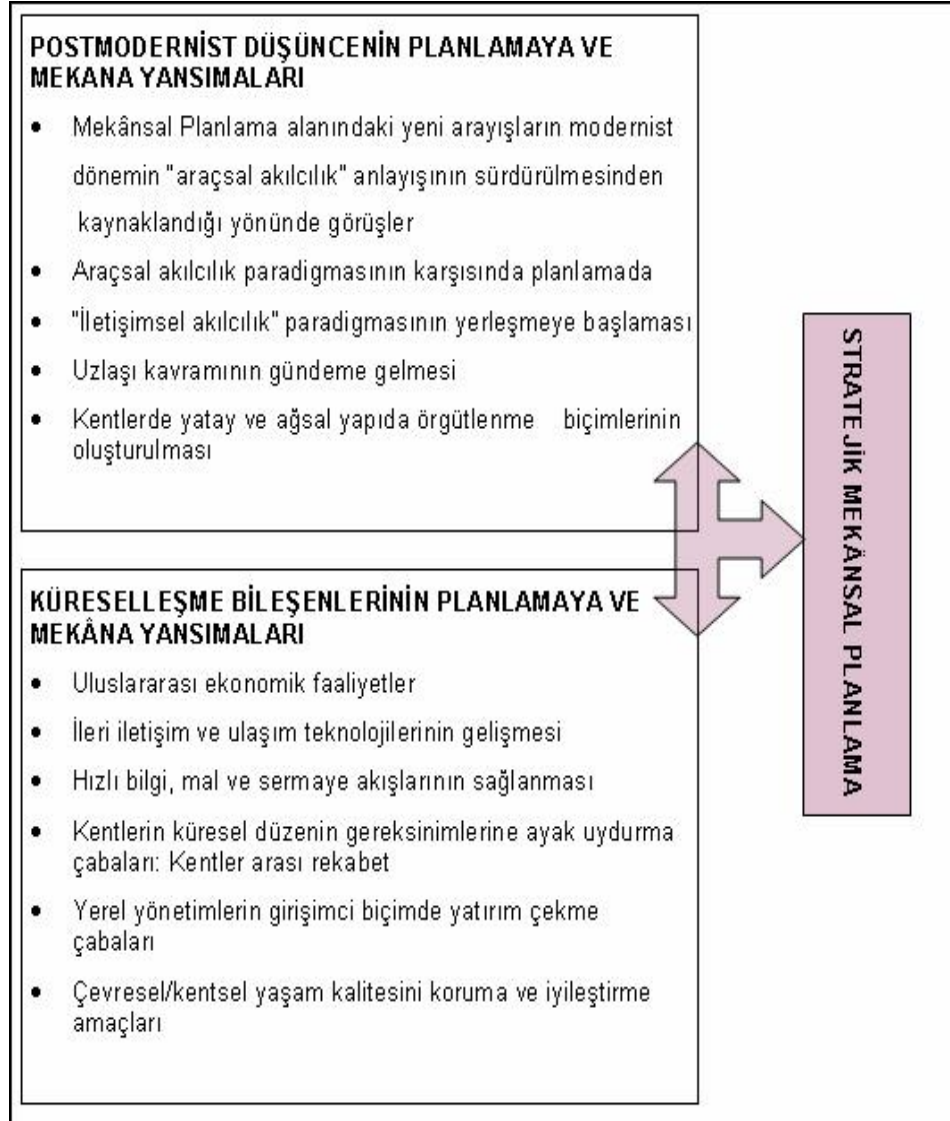 POSTMODERNİST DÜŞÜNCENİN PLANLAMAYA VE
MEKANA YANSIMALARI
• Mekânsal Planlama alanındaki yeni arayışların modernist
dönemin "araçsal akılcılık" anlayışının sürdürülmesinden
kaynaklandığı yönünde görüşler
• Araçsal akılcılık paradigmasının karşısında planlamada
• "İletişimsel akılcılık" paradigmasının yerleşmeye başlaması
• Uzlaşı kavramının gündeme gelmesi
• Kentlerde yatay ve ağsal yapıda örgütlenme biçimlerinin
oluşturulması
KÜRESELLEŞME BİLEŞENLERİNİN PLANLAMAYA VE
MEKÂNA YANSIMALARI
• Uluslararası ekonomik faaliyetler
• İleri iletişim ve ulaşım teknolojilerinin gelişmesi
• Hızlı bilgi, mal ve sermaye akışlarının sağlanması
• Kentlerin küresel düzenin gereksinimlerine ayak uydurma
çabaları: Kentler arası rekabet
• Yerel yönetimlerin girişimci biçimde yatırım çekme
çabaları
• Çevresel/kentsel yaşam kalitesini koruma ve iyileştirme
amaçları
STRATEJİK MEKÄNSAL PLANLAMA